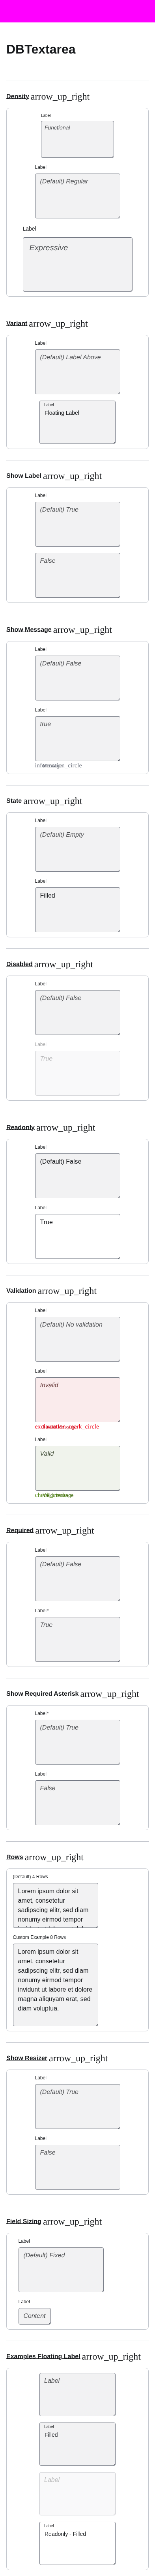 DBTextarea
Density arrow_up_right
Label
Functional
Label
(Default) Regular
Label
Expressive
Variant arrow_up_right
Label
(Default) Label Above
Label
Floating Label
Show Label arrow_up_right
Label
(Default) True
False
Show Message arrow_up_right
Label
(Default) False
Label
true
State arrow_up_right
Label
(Default) Empty
Label
Filled
Disabled arrow_up_right
Label
(Default) False
Label
True
Readonly arrow_up_right
Label
(Default) False
Label
True
Validation arrow_up_right
Label
(Default) No validation
Label
Invalid
Label
Valid
Required arrow_up_right
Label
(Default) False
Label*
True
Show Required Asterisk arrow_up_right
Label*
(Default) True
Label
False
Rows arrow_up_right
(Default) 4 Rows
Lorem ipsum dolor sit
amet, consetetur
sadipscing elitr, sed diam
nonumy eirmod tempor
Custom Example 8 Rows
Lorem ipsum dolor sit
amet, consetetur
sadipscing elitr, sed diam
nonumy eirmod tempor
invidunt ut labore et dolore
magna aliquyam erat, sed
diam voluptua.
Show Resizer arrow_up_right
Label
(Default) True
Label
False
Field Sizing arrow_up_right
Label
(Default) Fixed
Label
Content
Examples Floating Label arrow_up_right
Label
Label
Filled
Label
Label
Readonly - Filled